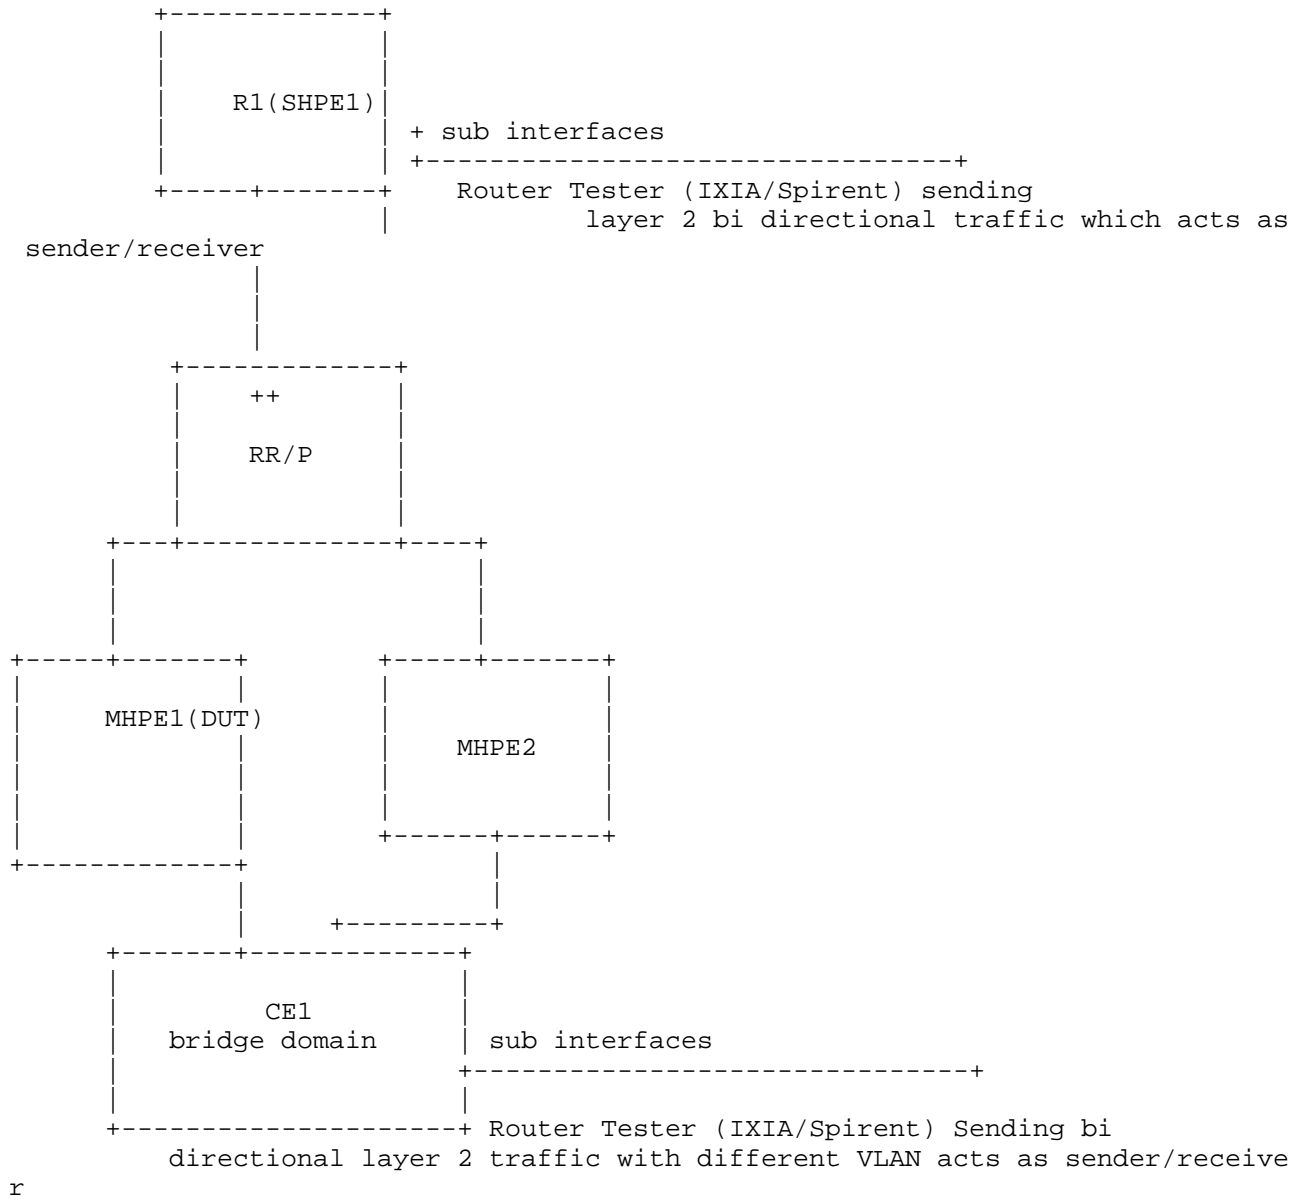 R1(SHPE1)
+ sub interfaces
Router Tester (IXIA/Spirent) sending
layer 2 bi directional traffic which acts as
sender/receiver
++
RR/P
MHPE1(DUT)
MHPE2
CE1
bridge domain
sub interfaces
Router Tester (IXIA/Spirent) Sending bi
directional layer 2 traffic with different VLAN acts as sender/receive
r